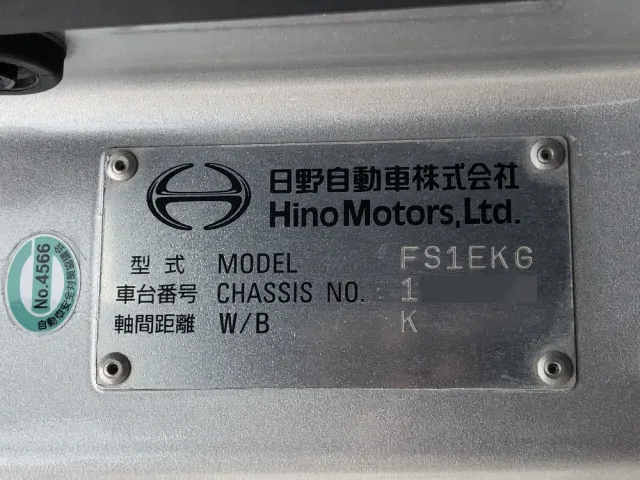 日野自動車株式会社
Hino Motors, Ltd.
型式 MODEL FS1EKG
車台番号 CHASSIS NO. 1
軸間距離 W/B K
No.4566